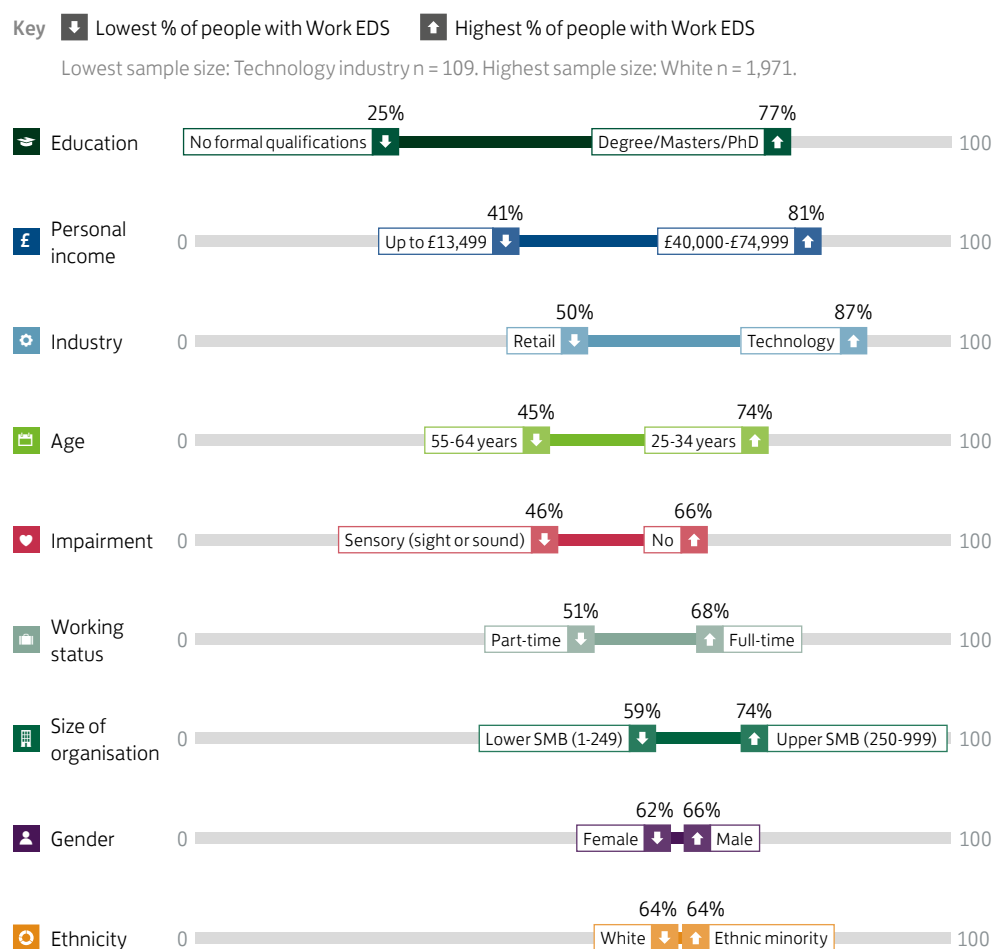 Key Lowest % of people with Work EDS Highest % of people with Work EDS
Lowest sample size: Technology industry n = 109. Highest sample size: White n = 1,971.
25% 77%
Education No formal qualifications Degree/Masters/PhD 100
41% 81%
Personal
£ 0 Up to £13,499 £40,000-£74,999 100
income
50% 87%
Industry 0 Retail Technology 100
45% 74%
Age 0 55-64 years 25-34 years 100
46% 66%
Impairment 0 Sensory (sight or sound) No 100
51% 68%
Working
0 Part-time Full-time 100
status
59% 74%
Size of
0 Lower SMB (1-249) Upper SMB (250-999) 100
organisation
62% 66%
Gender 0 Female Male 100
64% 64%
Ethnicity 0 White Ethnic minority 100